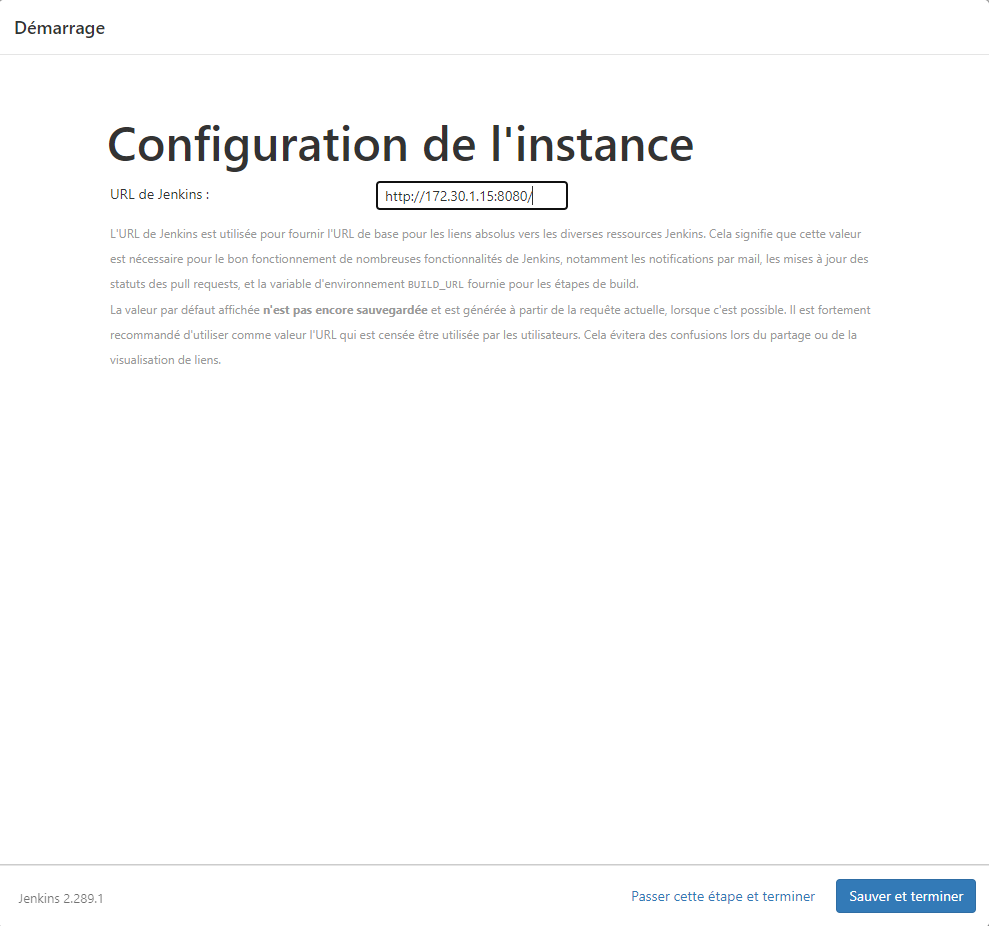 Démarrage
Configuration de l'instance
URL de Jenkins :
http://172.30.1.15:8080/
L'URL de Jenkins est utilisée pour fournir l'URL de base pour les liens absolus vers les diverses ressources Jenkins. Cela signifie que cette valeur
est nécessaire pour le bon fonctionnement de nombreuses fonctionnalités de Jenkins, notamment les notifications par mail, les mises à jour des
statuts des pull requests, et la variable d'environnement BUILD_URL fournie pour les étapes de build.
La valeur par défaut affichée n'est pas encore sauvegardée et est générée à partir de la requête actuelle, lorsque c'est possible. Il est fortement
recommandé d'utiliser comme valeur l'URL qui est censée être utilisée par les utilisateurs. Cela évitera des confusions lors du partage ou de la
visualisation de liens.
Jenkins 2.289.1
Passer cette étape et terminer
Sauver et terminer